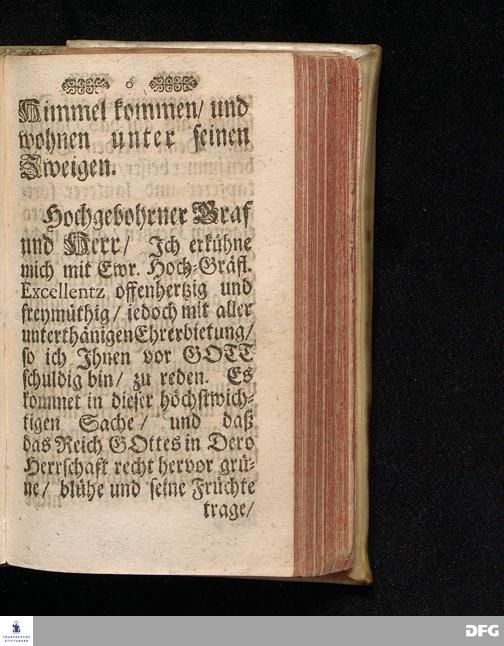 o
Himmel kommen/ und
wohnen unter seinen
Zweigen.
Hochgebohrner Graf
und Herr/ Ich erkühne
mich mit Ewr. Hoch-Gräfl.
Excellentz offenhertzig und
freymüthig/ iedoch mit aller
unterthänigen Ehrerbietung/
so ich Ihnen vor GOTT
schuldig bin/ zu reden. Es
kommet in dieser höchstwich-
tigen Sache/ und daß
das Reich GOttes in Dero
Herrschaft recht hervor grü-
ne/ blühe und seine Früchte
trage/
FRANCKESCHE
STIFTUNGEN
DFG